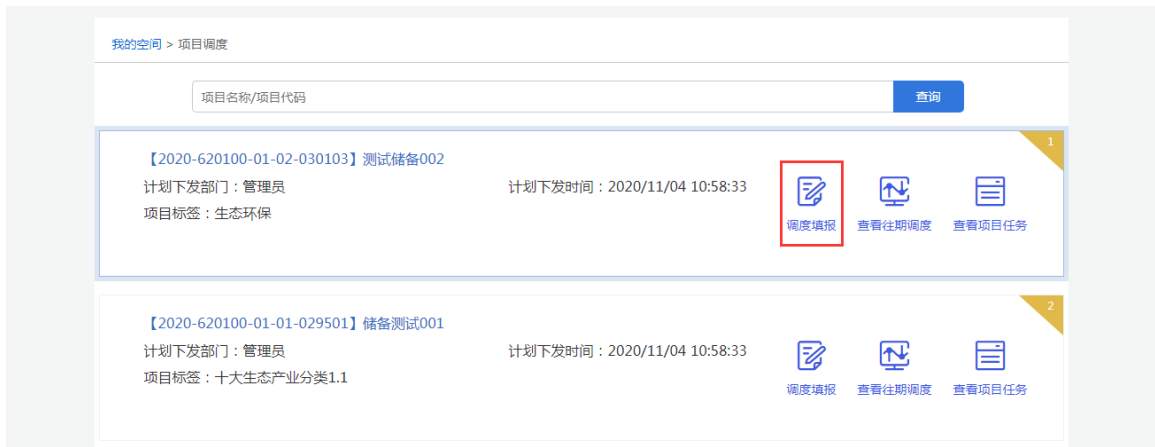 我的空间 > 项目调度
项目名称/项目代码
查询
1
【2020-620100-01-02-030103】测试储备002
计划下发部门：管理员
计划下发时间：2020/11/04 10:58:33
项目标签：生态环保
调度填报
查看往期调度
查看项目任务
2
【2020-620100-01-01-029501】储备测试001
计划下发部门：管理员
计划下发时间：2020/11/04 10:58:33
项目标签：十大生态产业分类1.1
调度填报
查看往期调度
查看项目任务